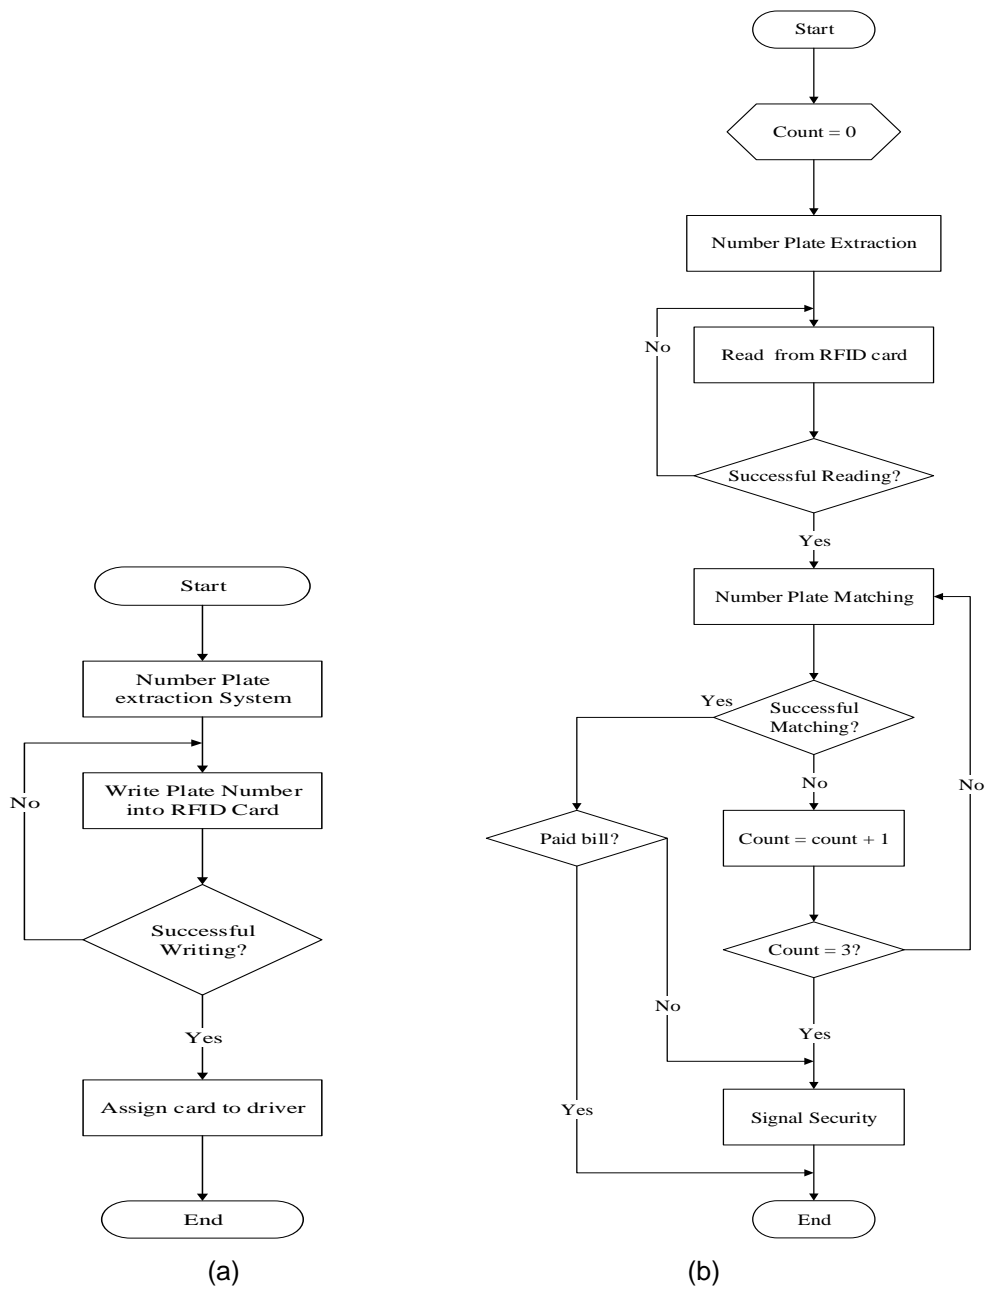 Start
Number Plate
extraction System
No
Write Plate Number
into RFID Card
Successful
Writing?
Yes
Assign card to driver
End
(a)
Start
Count = 0
Number Plate Extraction
No
Read from RFID card
Successful Reading?
Yes
Number Plate Matching
Yes
Successful
Matching?
No
No
Paid bill?
Count = count + 1
Count = 3?
No
Yes
Yes
Signal Security
End
(b)